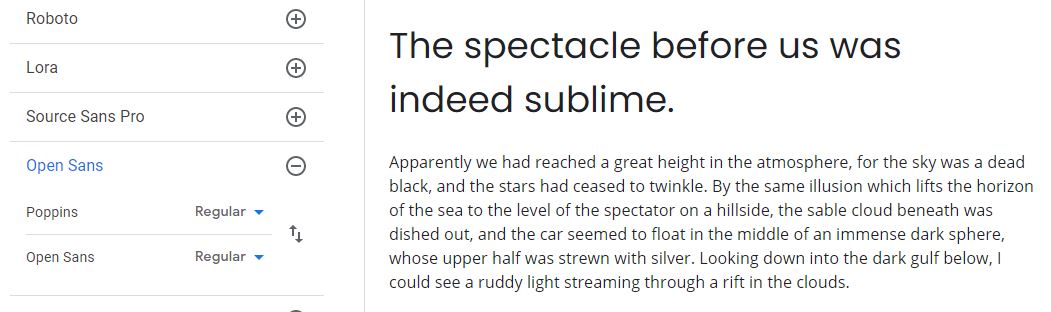 Roboto
Lora
Source Sans Pro
Open Sans
Poppins Regular
Open Sans Regular
The spectacle before us was
indeed sublime.
Apparently we had reached a great height in the atmosphere, for the sky was a dead
black, and the stars had ceased to twinkle. By the same illusion which lifts the horizon
of the sea to the level of the spectator on a hillside, the sable cloud beneath was
dished out, and the car seemed to float in the middle of an immense dark sphere,
whose upper half was strewn with silver. Looking down into the dark gulf below, I
could see a ruddy light streaming through a rift in the clouds.